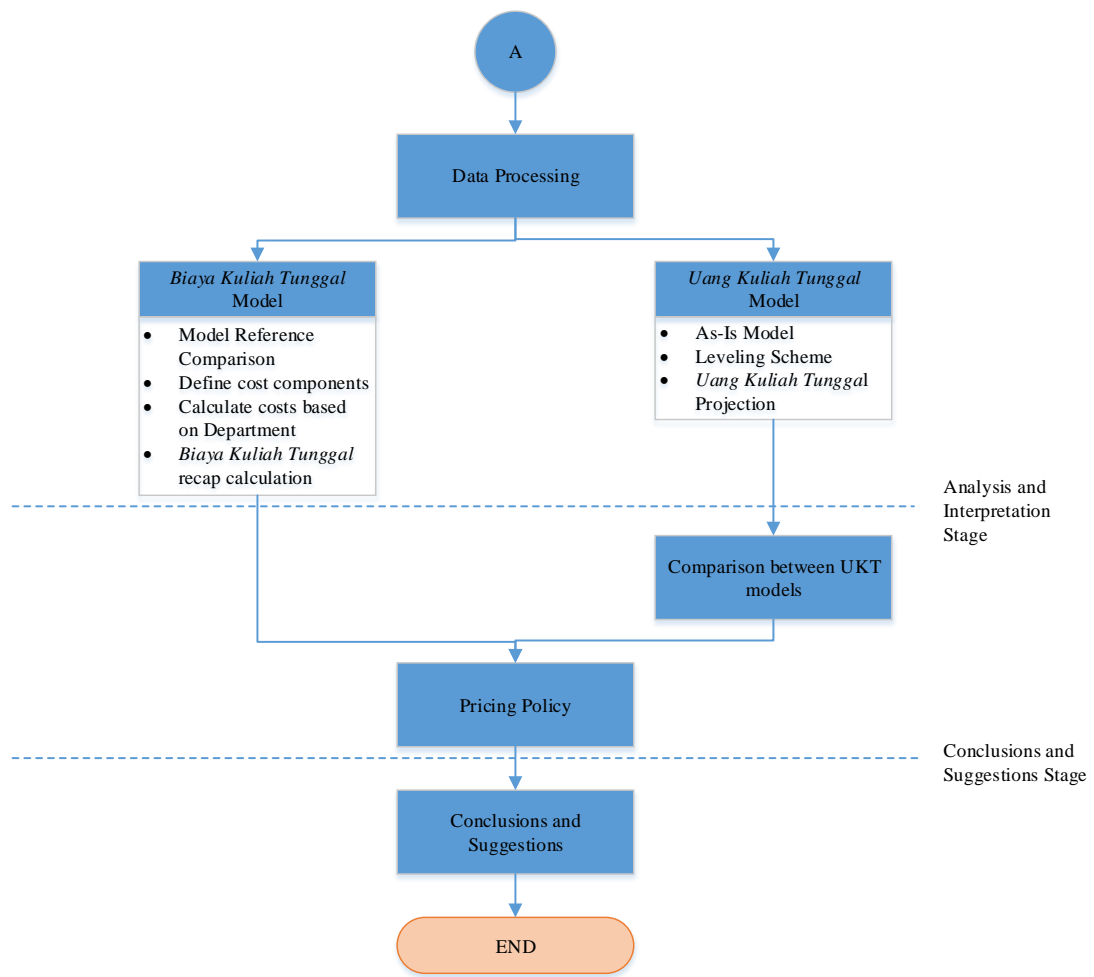 A
Data Processing
Biaya Kuliah Tunggal
Model
• Model Reference
Comparison
• Define cost components
• Calculate costs based
on Department
• Biaya Kuliah Tunggal
recap calculation
Uang Kuliah Tunggal
Model
• As-Is Model
• Leveling Scheme
• Uang Kuliah Tunggal
Projection
Analysis and
Interpretation
Stage
Comparison between UKT
models
Pricing Policy
Conclusions and
Suggestions Stage
Conclusions and
Suggestions
END